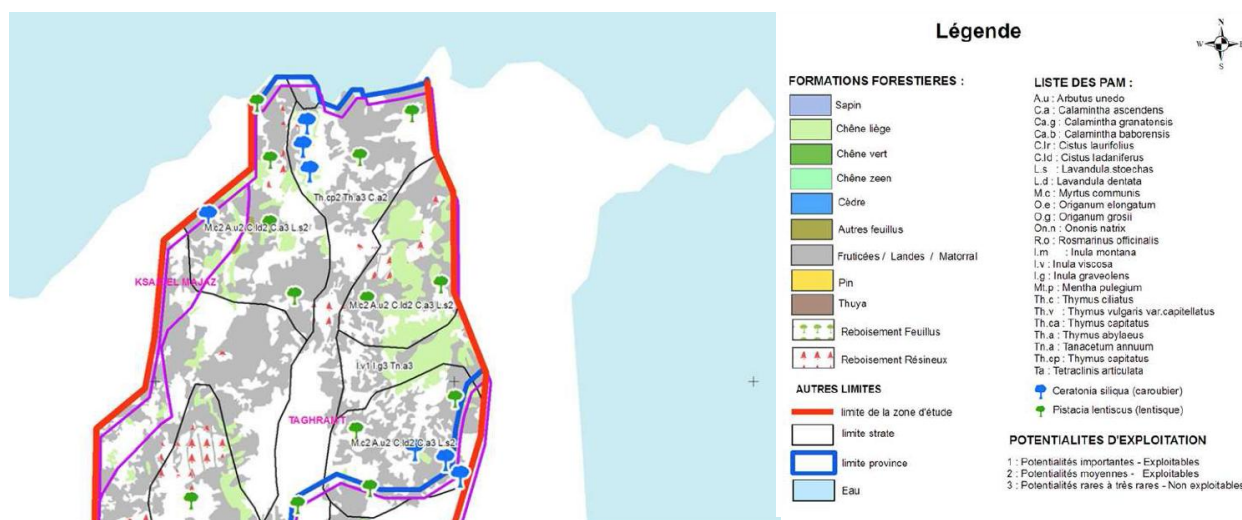 Th.cp2 Th.a3 C.a2
M.c2 A.u2 C.ld2 C.a3 L.s2
KSAR EL MAJAZ
M.c2 A.u2 C.ld2 C.a3 L.s2
I.v1 I.g3 Tn.a3
TAGHRAMT
M.c2 A.u2 C.ld2 C.a3 L.s2
Légende
N
W
E
S
FORMATIONS FORESTIERES :
Sapin
Chêne liège
Chêne vert
Chêne zeen
Cèdre
Autres feuillus
Fruticées / Landes / Matorral
Pin
Thuya
Reboisement Feuillus
Reboisement Résineux
AUTRES LIMITES
limite de la zone d'étude
limite strate
limite province
Eau
LISTE DES PAM :
A.u : Arbutus unedo
C.a : Calamintha ascendens
Ca.g : Calamintha granatensis
Ca.b : Calamintha baborensis
C.lr : Cistus laurifolius
C.ld : Cistus ladaniferus
L.s : Lavandula stoechas
L.d : Lavandula dentata
M.c : Myrtus communis
O.e : Origanum elongatum
O.g : Origanum grosii
On.n : Ononis natrix
R.o : Rosmarinus officinalis
I.m : Inula montana
I.v : Inula viscosa
I.g : Inula graveolens
Mt.p : Mentha pulegium
Th.c : Thymus ciliatus
Th.v : Thymus vulgaris var.capitellatus
Th.ca : Thymus capitatus
Th.a : Thymus abylaeus
Tn.a : Tanacetum annuum
Th.cp : Thymus capitatus
Ta : Tetraclinis articulata
Ceratonia siliqua (caroubier)
Pistacia lentiscus (lentisque)
POTENTIALITES D'EXPLOITATION
1 : Potentialités importantes - Exploitables
2 : Potentialités moyennes - Exploitables
3 : Potentialités rares à très rares - Non exploitables